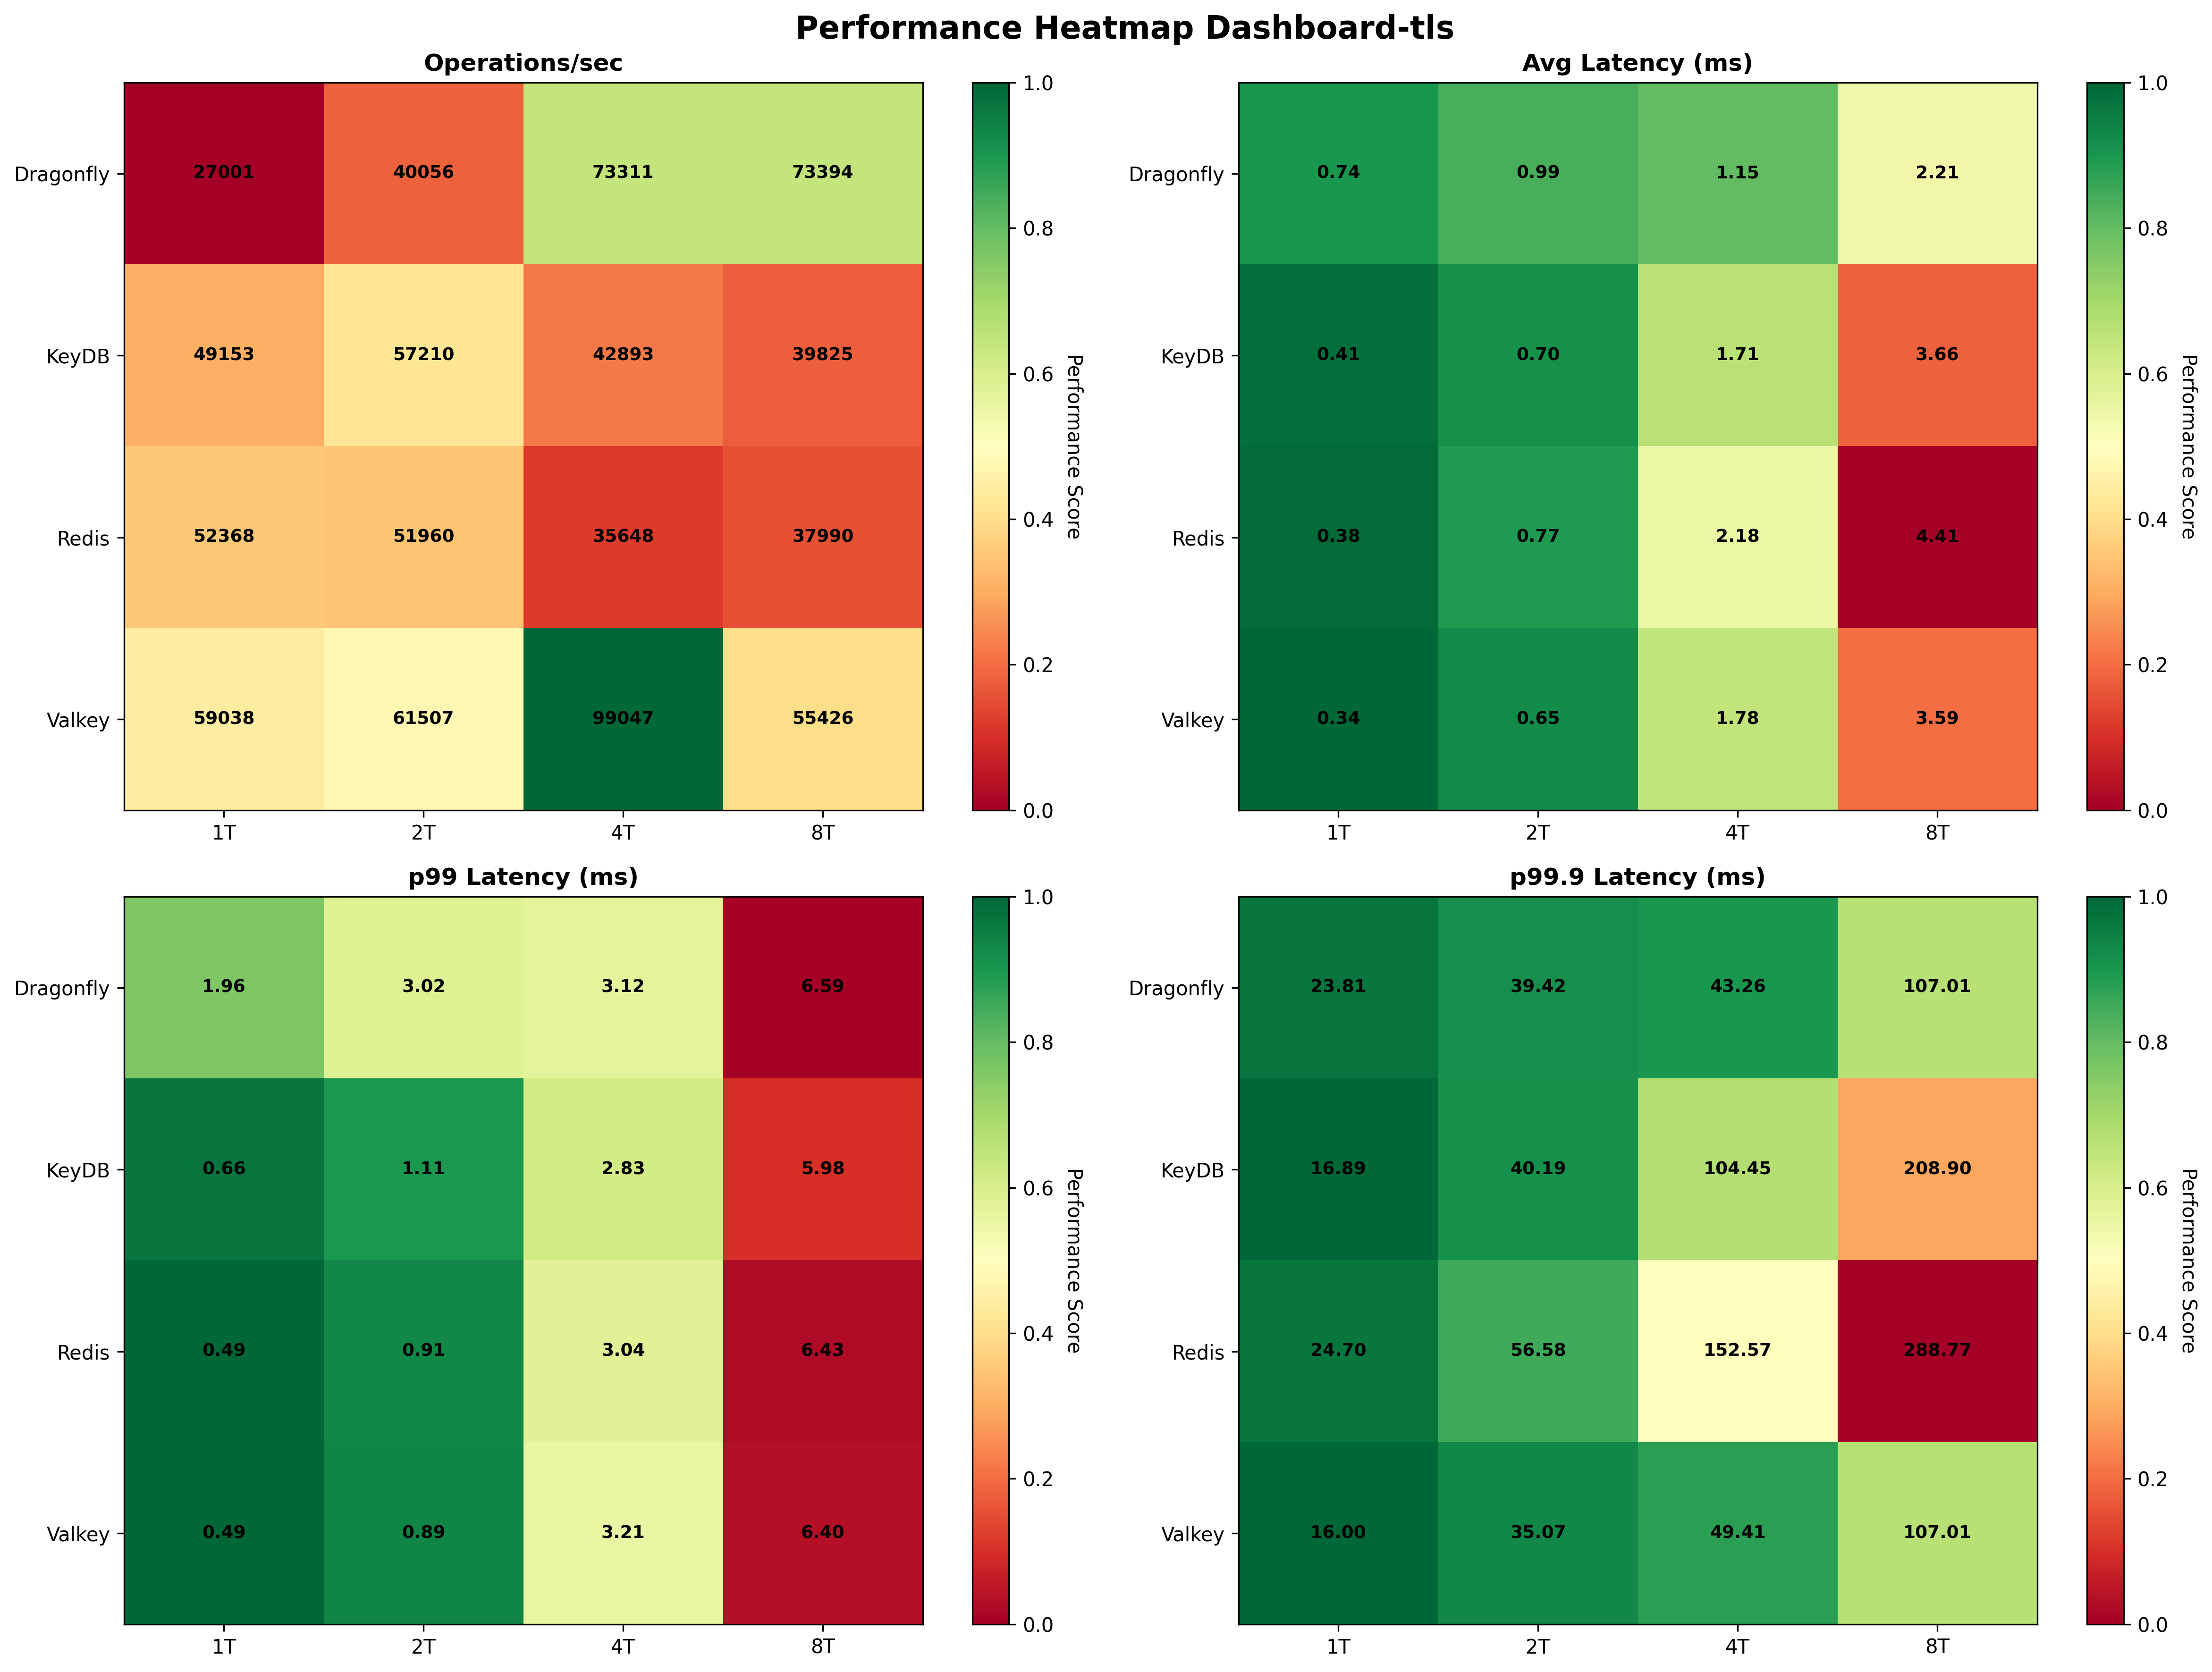 Performance Heatmap Dashboard-tls
Operations/sec
Dragonfly 27001 40056 73311 73394
KeyDB 49153 57210 42893 39825
Redis 52368 51960 35648 37990
Valkey 59038 61507 99047 55426
1T 2T 4T 8T
1.0
0.8
0.6
0.4
0.2
0.0
Performance Score
Avg Latency (ms)
Dragonfly 0.74 0.99 1.15 2.21
KeyDB 0.41 0.70 1.71 3.66
Redis 0.38 0.77 2.18 4.41
Valkey 0.34 0.65 1.78 3.59
1T 2T 4T 8T
1.0
0.8
0.6
0.4
0.2
0.0
Performance Score
p99 Latency (ms)
Dragonfly 1.96 3.02 3.12 6.59
KeyDB 0.66 1.11 2.83 5.98
Redis 0.49 0.91 3.04 6.43
Valkey 0.49 0.89 3.21 6.40
1T 2T 4T 8T
1.0
0.8
0.6
0.4
0.2
0.0
Performance Score
p99.9 Latency (ms)
Dragonfly 23.81 39.42 43.26 107.01
KeyDB 16.89 40.19 104.45 208.90
Redis 24.70 56.58 152.57 288.77
Valkey 16.00 35.07 49.41 107.01
1T 2T 4T 8T
1.0
0.8
0.6
0.4
0.2
0.0
Performance Score